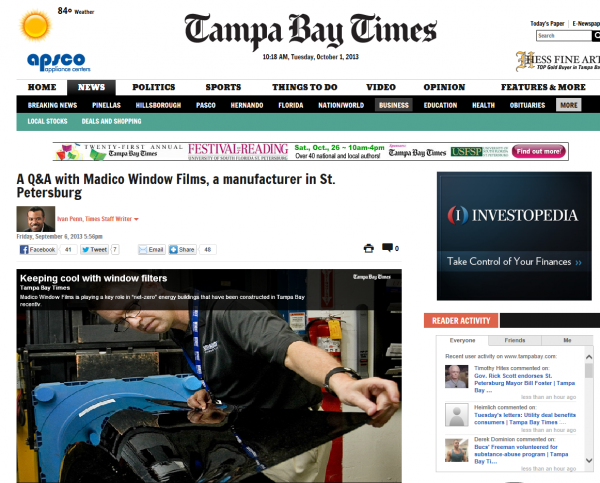 84° Weather
apsco
appliance centers
Tampa Bay Times
10:18 AM, Tuesday, October 1, 2013
Today's Paper | E-Newspap
Search
HESS FINE ART
TOP Gold Buyer in Tampa Ba
HOME NEWS POLITICS SPORTS THINGS TO DO VIDEO OPINION FEATURES & MORE
BREAKING NEWS PINELLAS HILLSBOROUGH PASCO HERNANDO FLORIDA NATION/WORLD BUSINESS EDUCATION HEALTH OBITUARIES MORE
LOCAL STOCKS DEALS AND SHOPPING
TWENTY-FIRST ANNUAL
Tampa Bay Times
FESTIVAL of READING
UNIVERSITY OF SOUTH FLORIDA ST. PETERSBURG
Sat., Oct. 26 ~ 10am-4pm
Over 40 national and local authors!
Tampa Bay Times
USFSP
Find out more!
A Q&A with Madico Window Films, a manufacturer in St.
Petersburg
Ivan Penn, Times Staff Writer
Friday, September 6, 2013 5:56pm
Facebook 41 Tweet 7 Email Share 48 0
Keeping cool with window filters
Tampa Bay Times
Tampa Bay Times
Madico Window Films is playing a key role in "net-zero" energy buildings that have been constructed in Tampa Bay
recently
INVESTOPEDIA
Take Control of Your Finances >>
READER ACTIVITY
Everyone Friends Me
Recent user activity on www.tampabay.com:
Timothy Hiles commented on:
Gov. Rick Scott endorses St.
Petersburg Mayor Bill Foster | Tampa
Bay ...
less than an hour ago
Heimlich commented on:
Tuesday's letters: Utility deal benefits
consumers | Tampa Bay Times ...
less than an hour ago
Derek Dominion commented on:
Bucs' Freeman volunteered for
substance-abuse program | Tampa
Bay Ti...
less than an hour ago